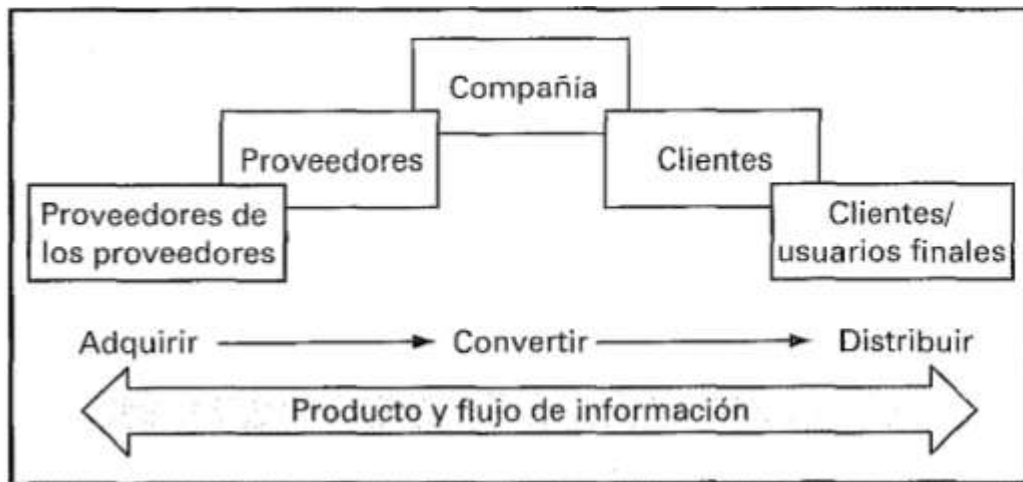 Compañía
Proveedores
Clientes
Proveedores de
los proveedores
Clientes/
usuarios finales
Adquirir
Convertir
Distribuir
Producto y flujo de información